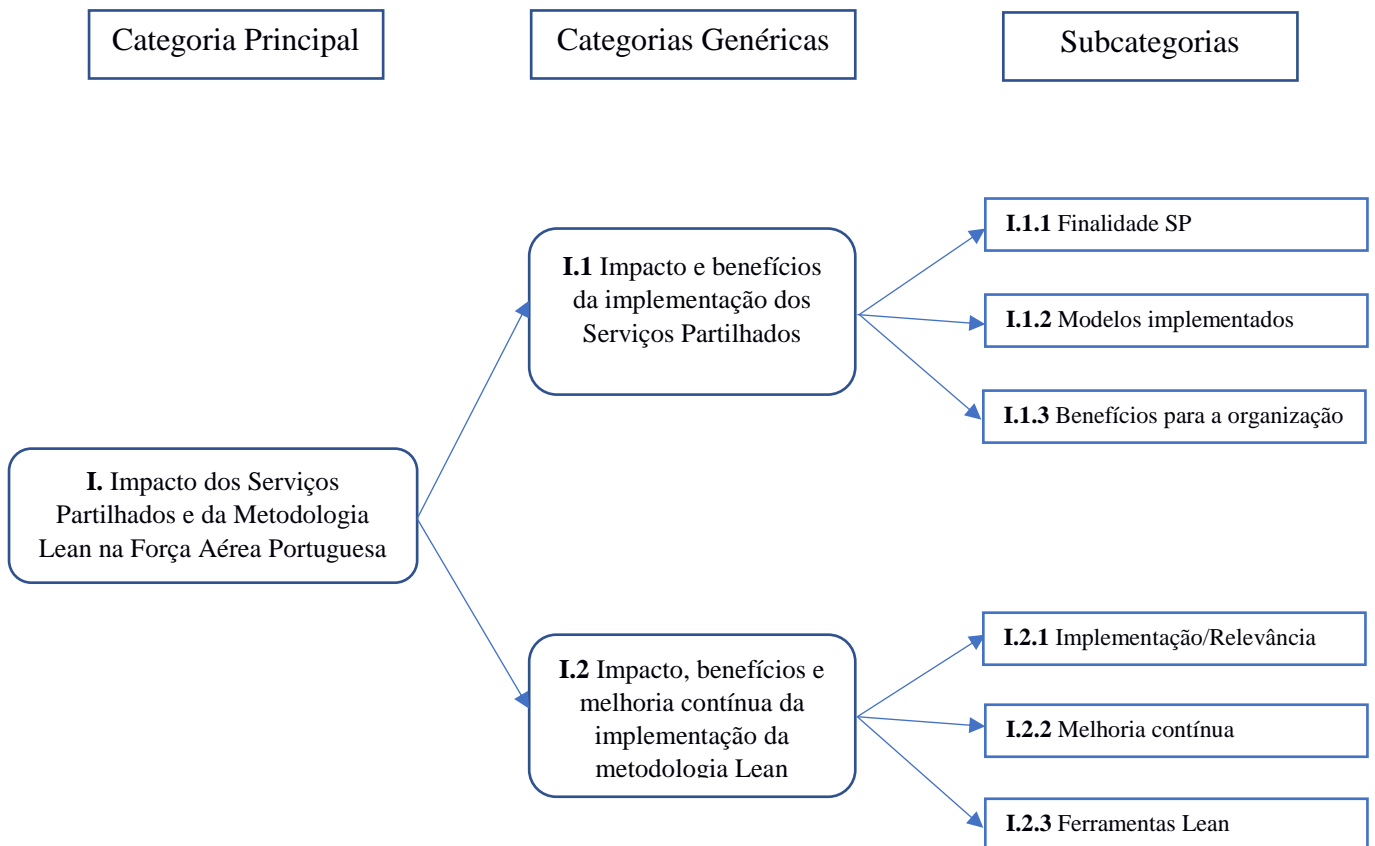 Categoria Principal
Categorias Genéricas
Subcategorias
I. Impacto dos Serviços
Partilhados e da Metodologia
Lean na Força Aérea Portuguesa
I.1 Impacto e benefícios
da implementação dos
Serviços Partilhados
I.1.1 Finalidade SP
I.1.2 Modelos implementados
I.1.3 Benefícios para a organização
I.2 Impacto, benefícios e
melhoria contínua da
implementação da
metodologia Lean
I.2.1 Implementação/Relevância
I.2.2 Melhoria contínua
I.2.3 Ferramentas Lean